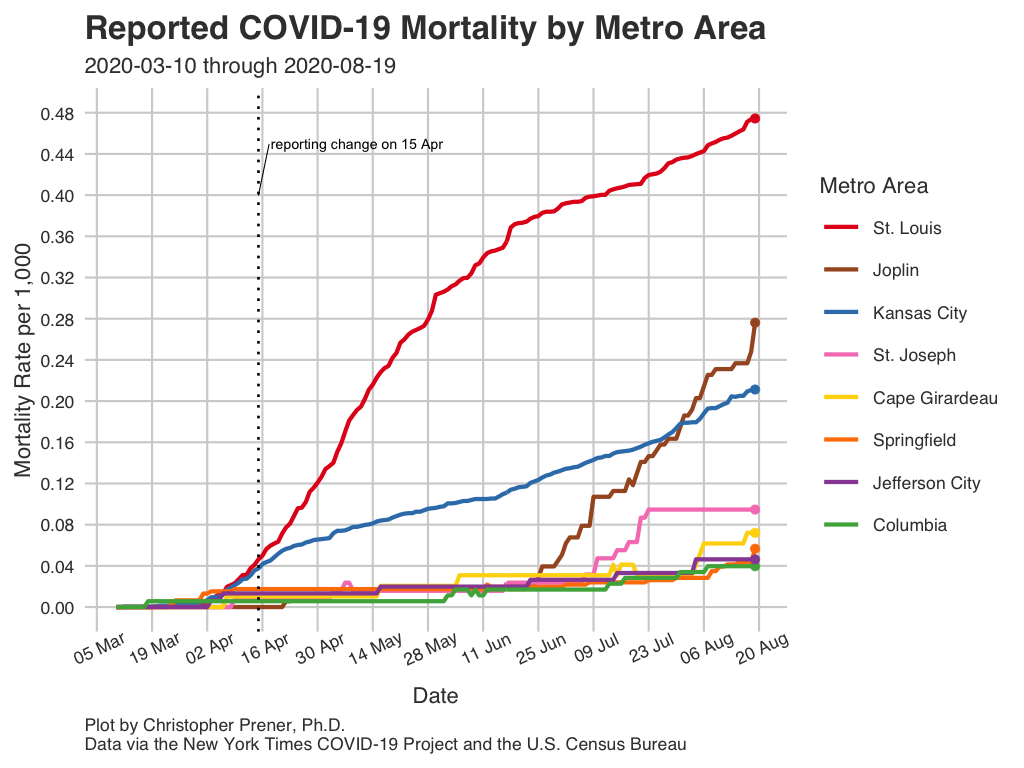 Reported COVID-19 Mortality by Metro Area
2020-03-10 through 2020-08-19
Mortality Rate per 1,000
0.48
0.44
0.40
0.36
0.32
0.28
0.24
0.20
0.16
0.12
0.08
0.04
0.00
reporting change on 15 Apr
05 Mar
19 Mar
02 Apr
16 Apr
30 Apr
14 May
28 May
11 Jun
25 Jun
09 Jul
23 Jul
06 Aug
20 Aug
Date
Metro Area
St. Louis
Joplin
Kansas City
St. Joseph
Cape Girardeau
Springfield
Jefferson City
Columbia
Plot by Christopher Prener, Ph.D.
Data via the New York Times COVID-19 Project and the U.S. Census Bureau